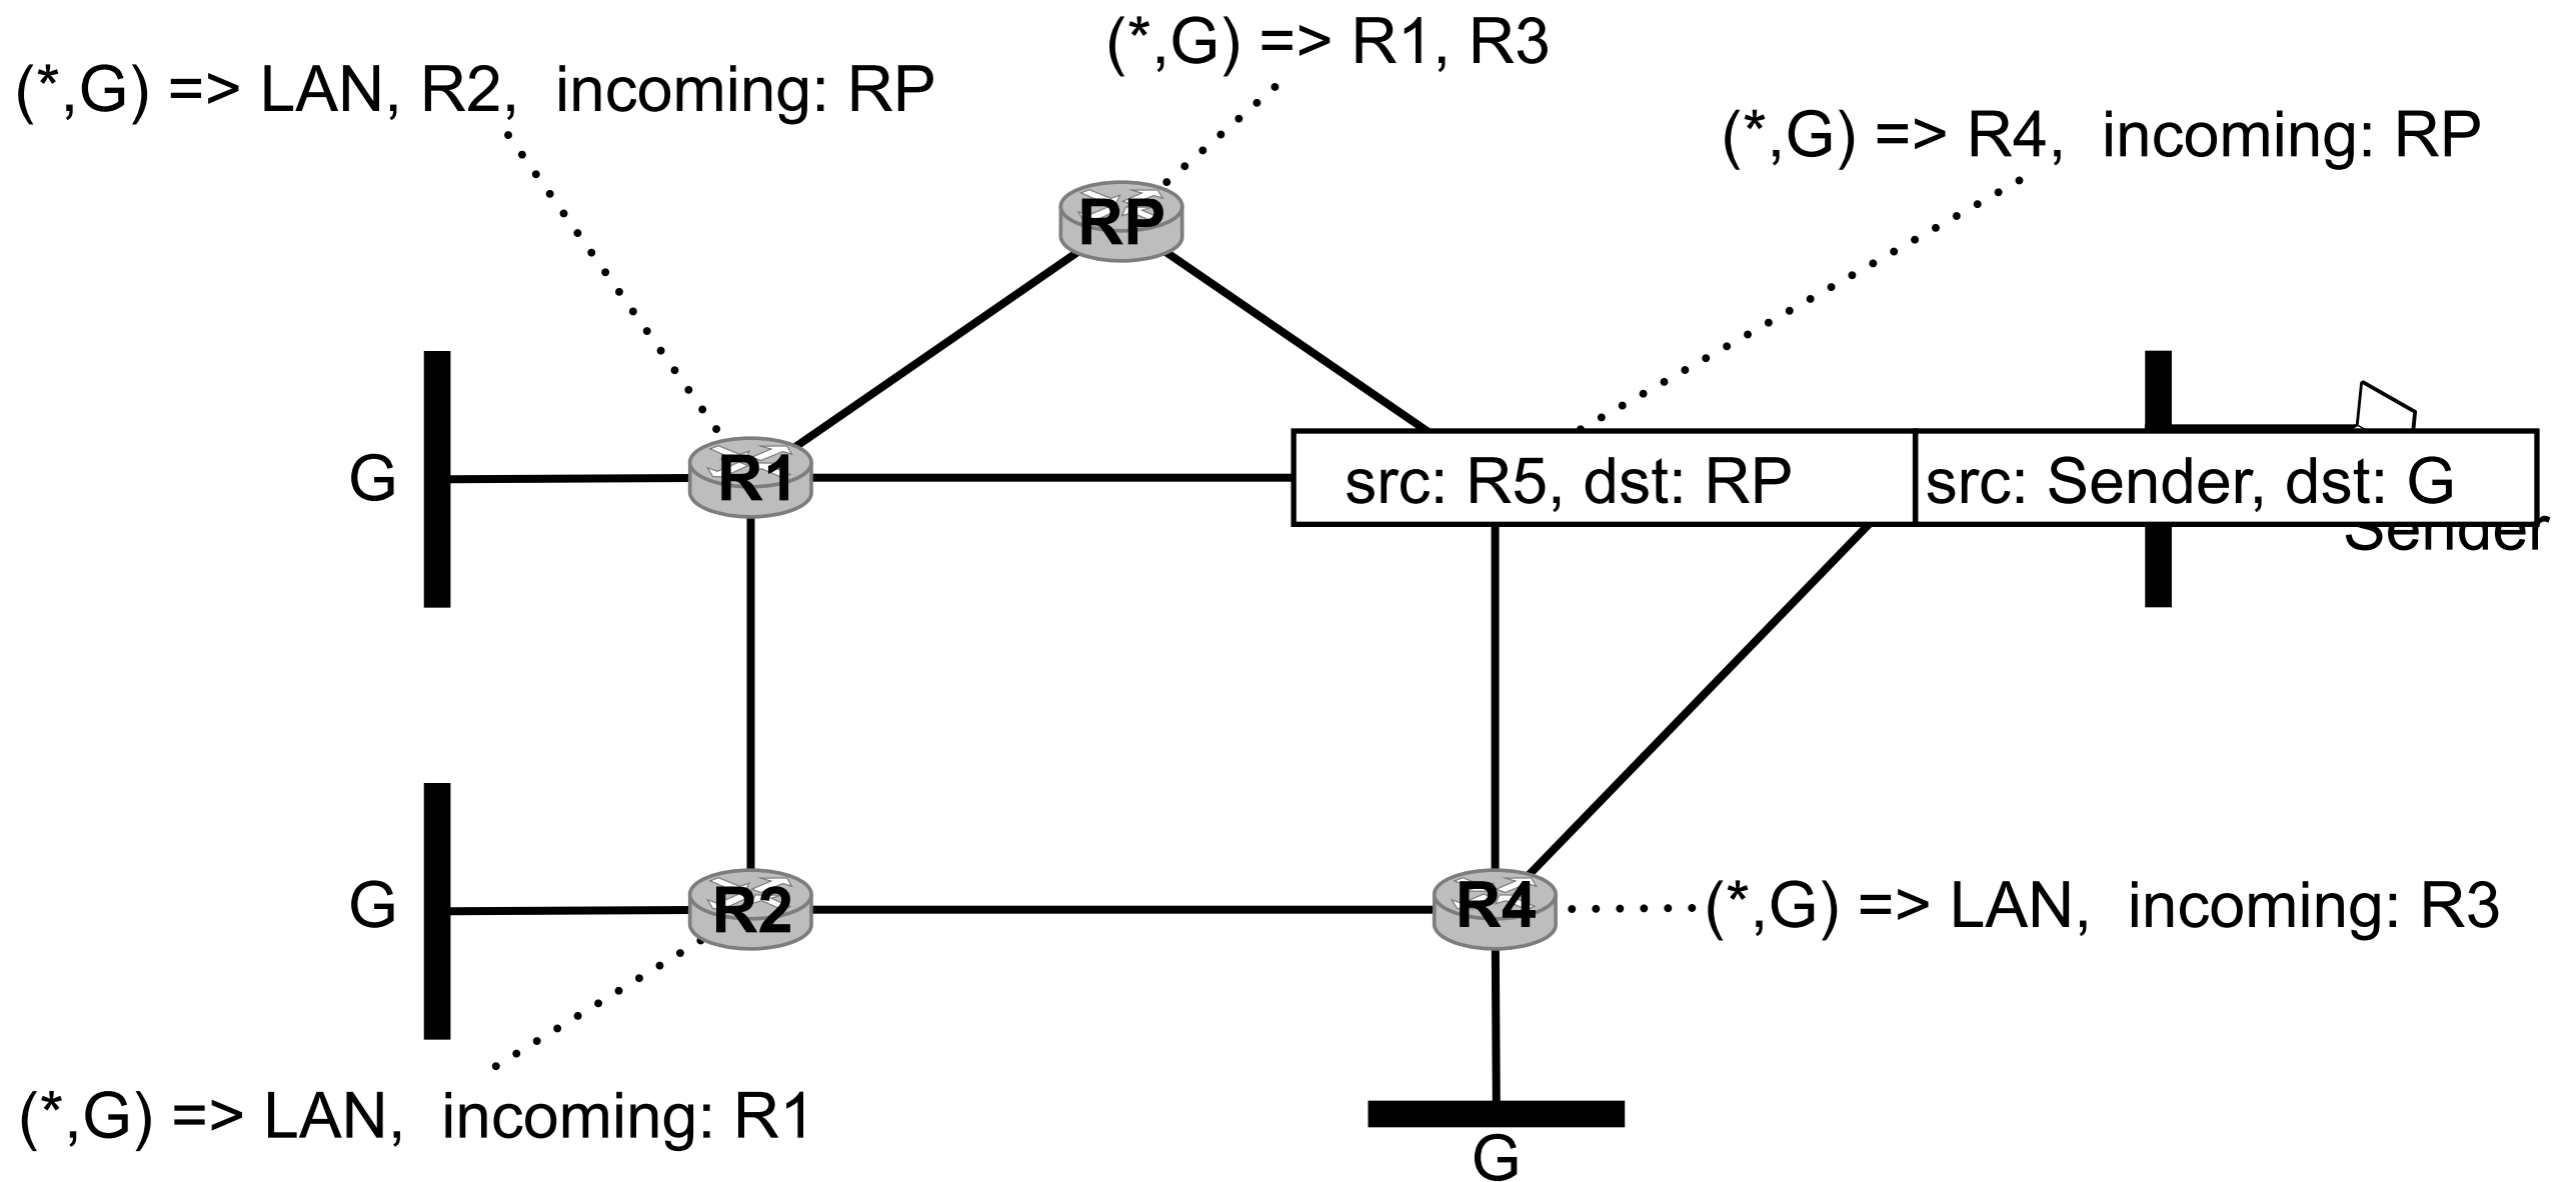 (*,G) => R1, R3
(*,G) => LAN, R2,  incoming: RP
(*,G) => R4,  incoming: RP
RP
G
R1
src: R5, dst: RP
src: Sender, dst: G
Sender
G
R2
R4
(*,G) => LAN,  incoming: R3
(*,G) => LAN,  incoming: R1
G